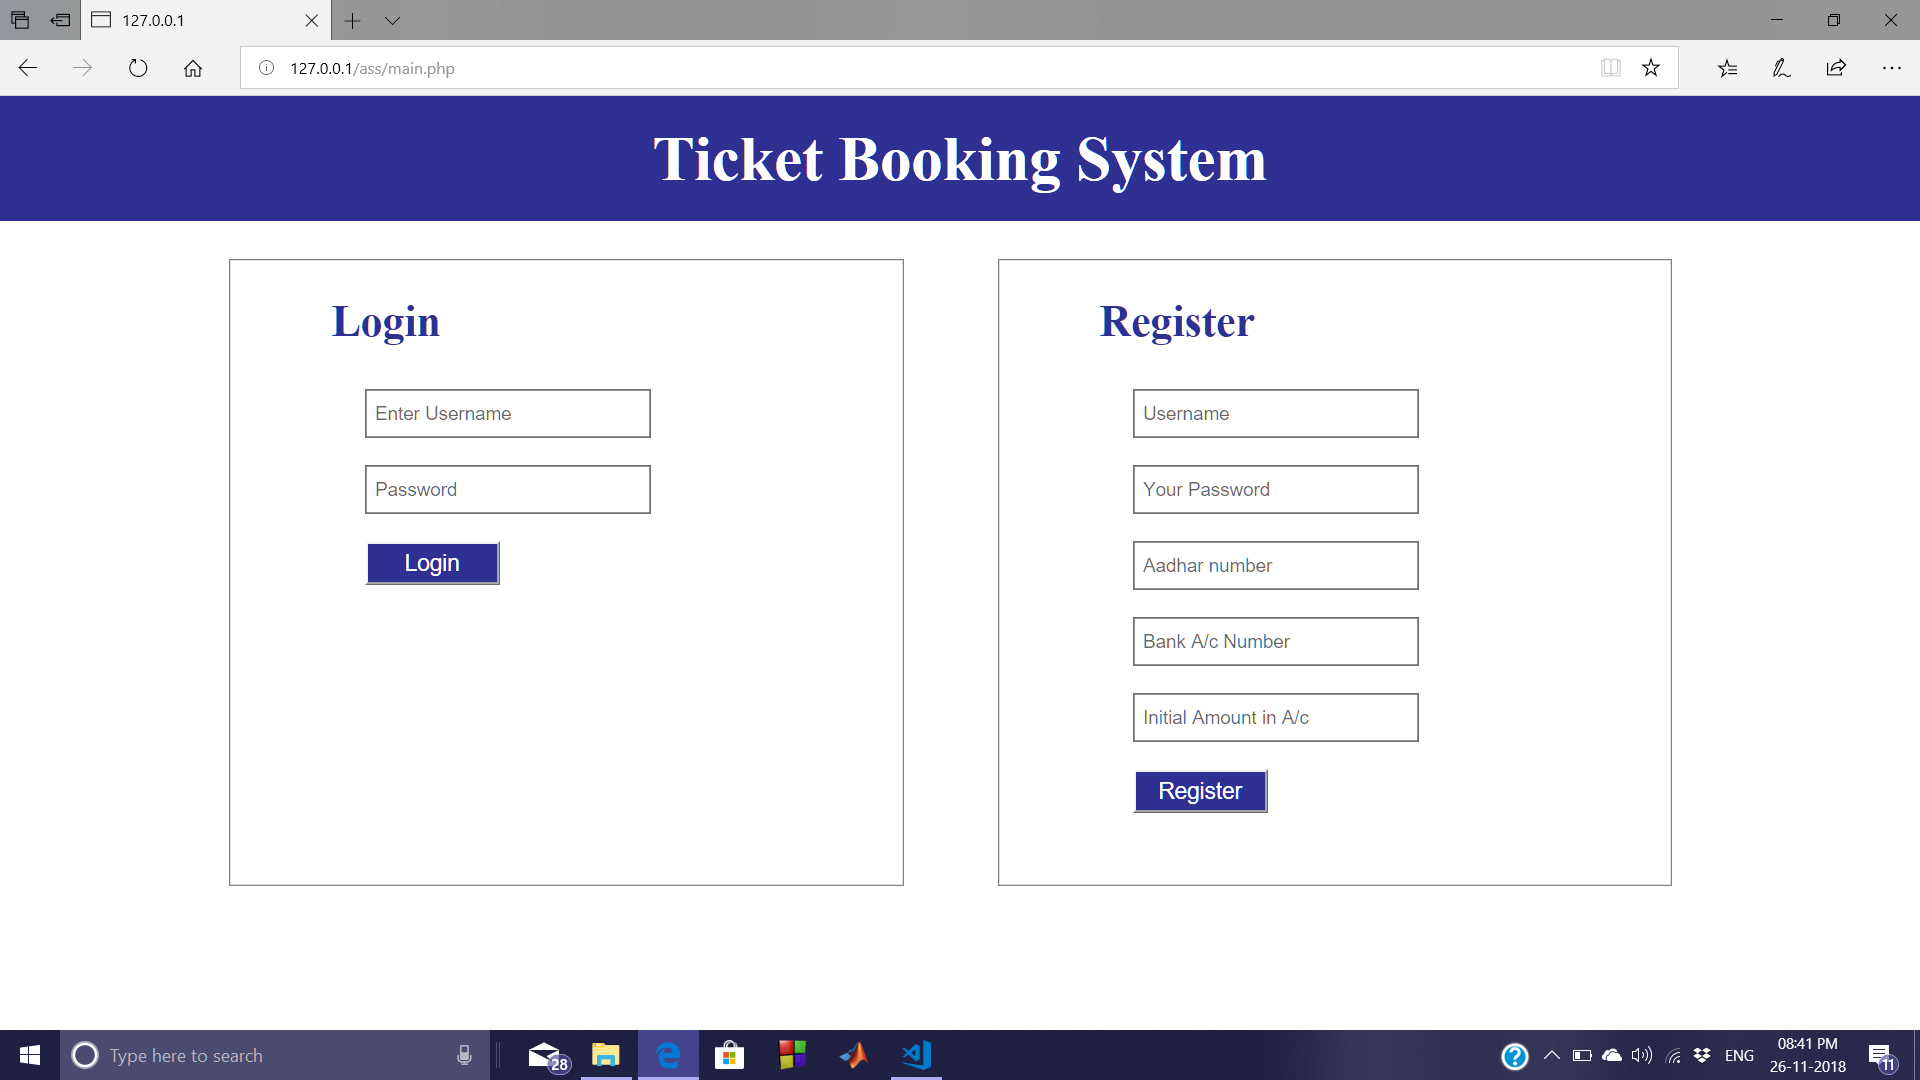 127.0.0.1
127.0.0.1/ass/main.php
Ticket Booking System
Login
Enter Username
Password
Login
Register
Username
Your Password
Aadhar number
Bank A/c Number
Initial Amount in A/c
Register
Type here to search
28
ENG
08:41 PM
26-11-2018
11